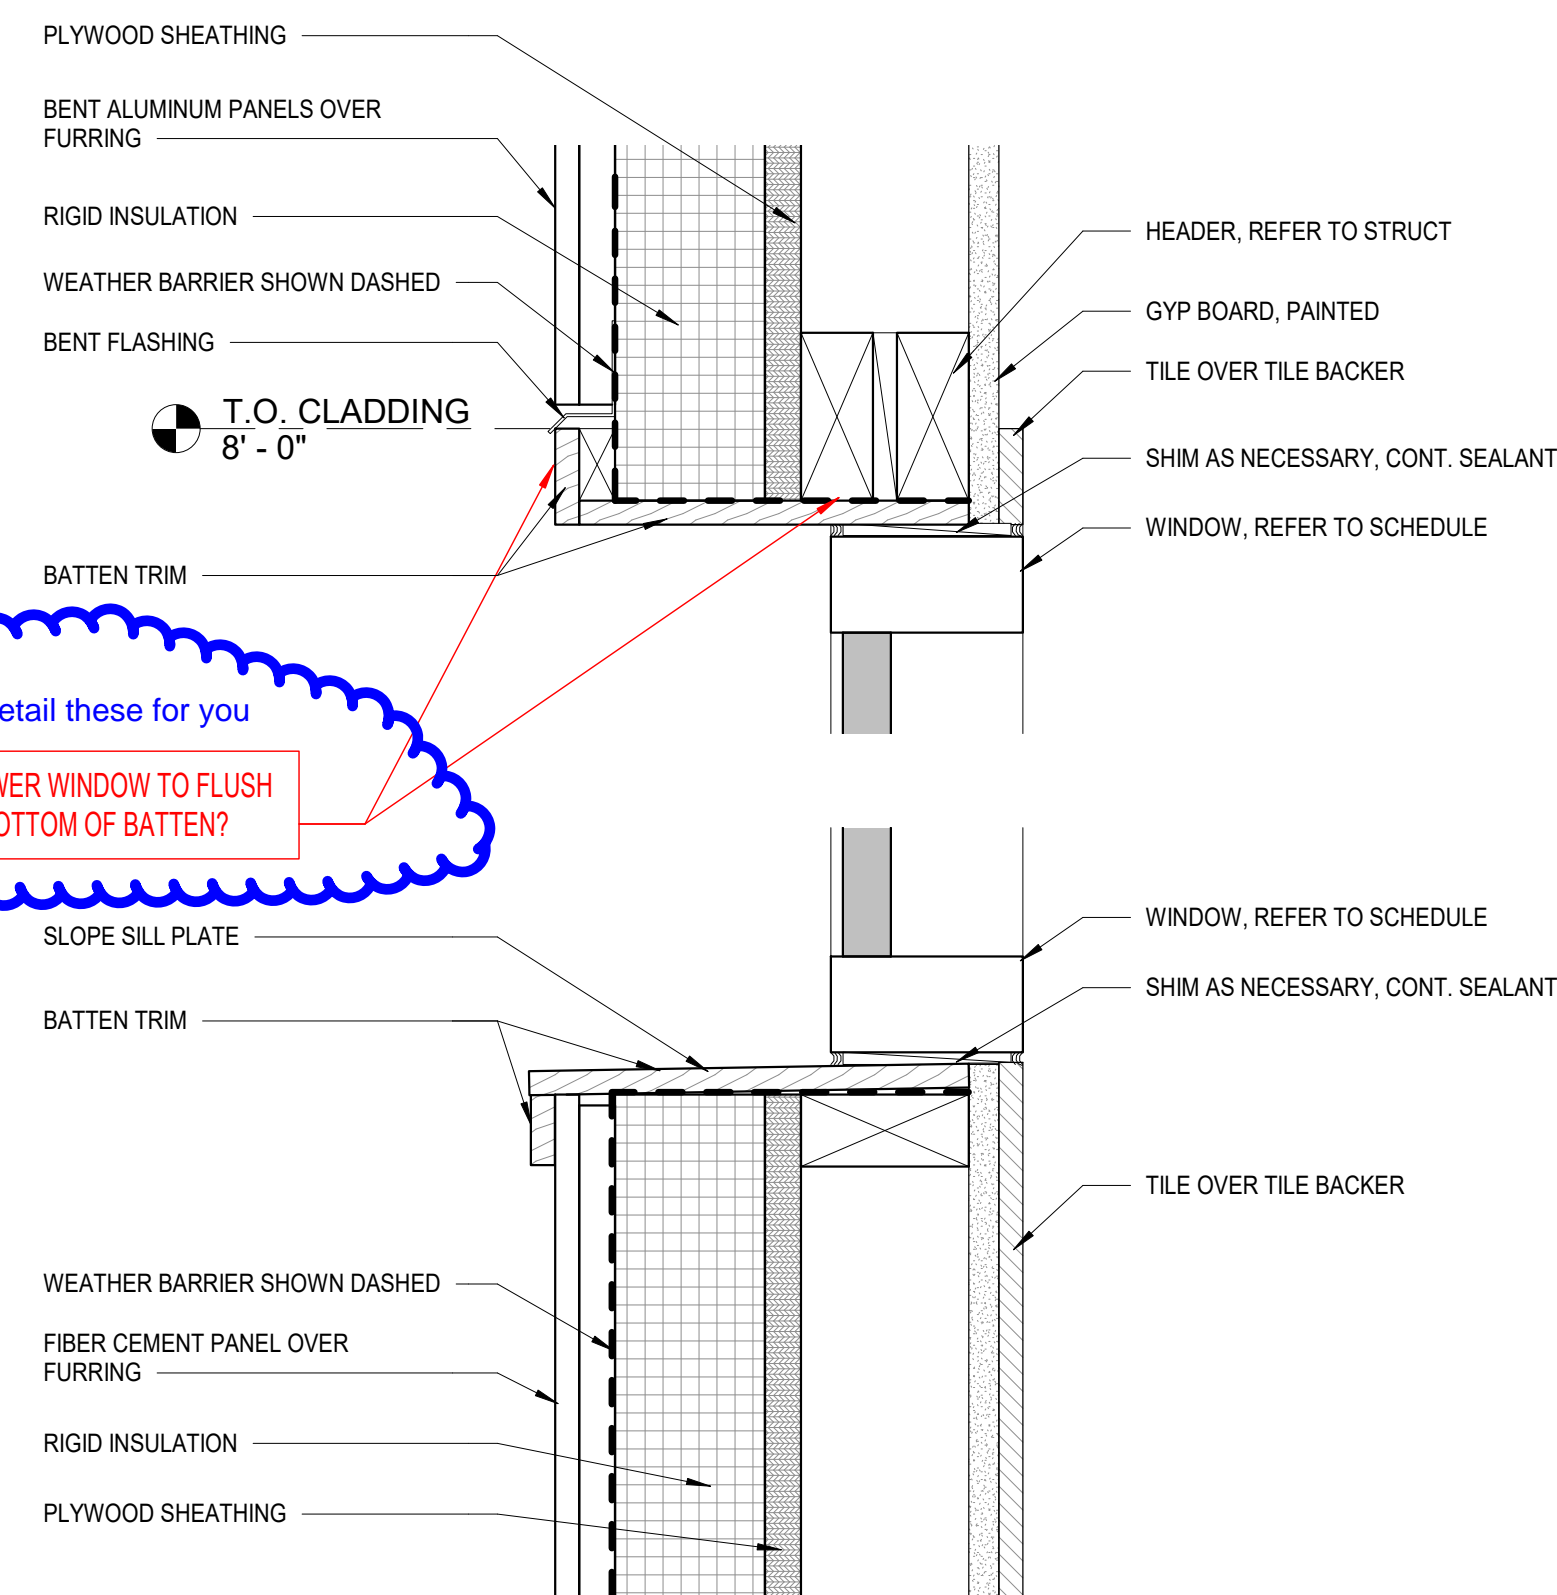 PLYWOOD SHEATHING
BENT ALUMINUM PANELS OVER
FURRING
RIGID INSULATION
WEATHER BARRIER SHOWN DASHED
BENT FLASHING
T.O. CLADDING
8' - 0"
BATTEN TRIM
etail these for you
WER WINDOW TO FLUSH
OTTOM OF BATTEN?
SLOPE SILL PLATE
BATTEN TRIM
WEATHER BARRIER SHOWN DASHED
FIBER CEMENT PANEL OVER
FURRING
RIGID INSULATION
PLYWOOD SHEATHING
HEADER, REFER TO STRUCT
GYP BOARD, PAINTED
TILE OVER TILE BACKER
SHIM AS NECESSARY, CONT. SEALANT
WINDOW, REFER TO SCHEDULE
WINDOW, REFER TO SCHEDULE
SHIM AS NECESSARY, CONT. SEALANT
TILE OVER TILE BACKER